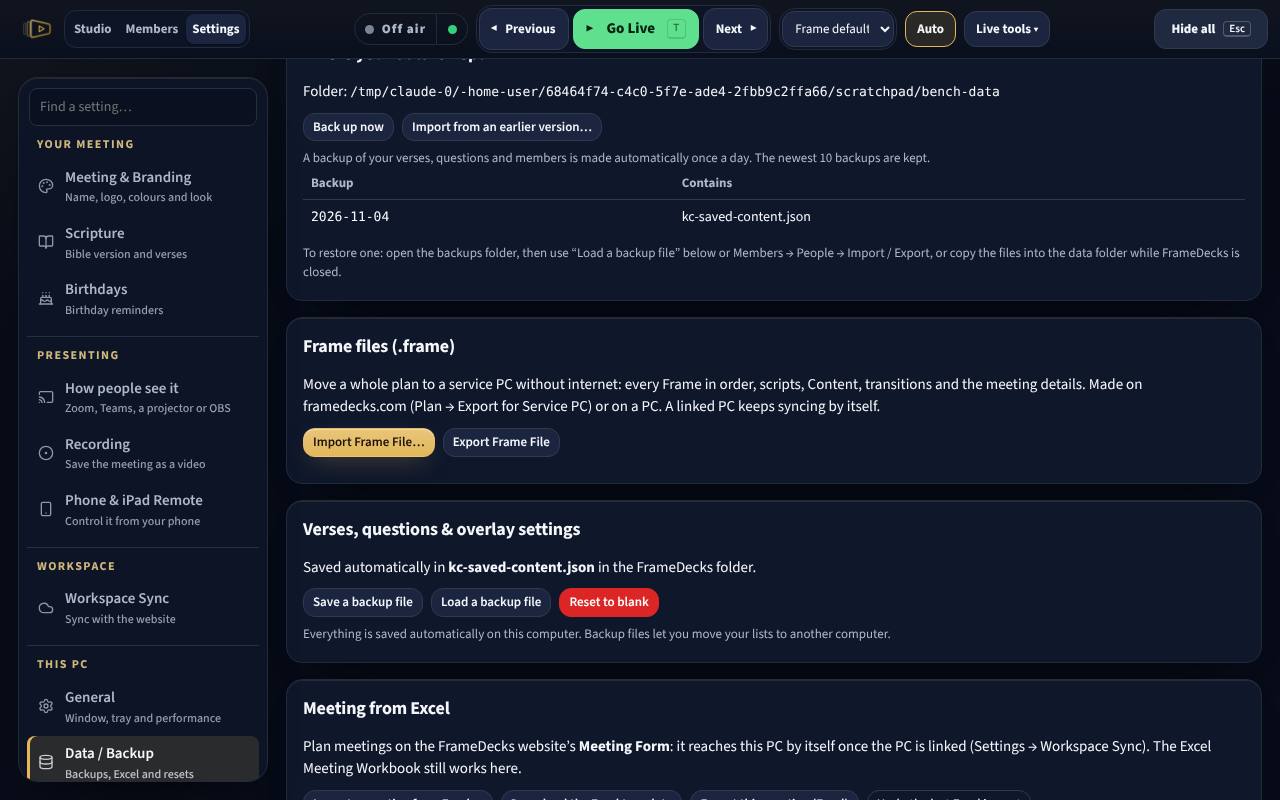 Studio Members Settings
Off air
◂ Previous
▸ Go Live T
Next ▸
Frame default
Auto
Live tools ▾
Hide all Esc
Find a setting…
YOUR MEETING
Meeting & Branding
Name, logo, colours and look
Scripture
Bible version and verses
Birthdays
Birthday reminders
PRESENTING
How people see it
Zoom, Teams, a projector or OBS
Recording
Save the meeting as a video
Phone & iPad Remote
Control it from your phone
WORKSPACE
Workspace Sync
Sync with the website
THIS PC
General
Window, tray and performance
Data / Backup
Backups, Excel and resets
Folder: /tmp/claude-0/-home-user/68464f74-c4c0-5f7e-ade4-2fbb9c2ffa66/scratchpad/bench-data
Back up now
Import from an earlier version…
A backup of your verses, questions and members is made automatically once a day. The newest 10 backups are kept.
Backup Contains
2026-11-04 kc-saved-content.json
To restore one: open the backups folder, then use “Load a backup file” below or Members → People → Import / Export, or copy the files into the data folder while FrameDecks is
closed.
Frame files (.frame)
Move a whole plan to a service PC without internet: every Frame in order, scripts, Content, transitions and the meeting details. Made on
framedecks.com (Plan → Export for Service PC) or on a PC. A linked PC keeps syncing by itself.
Import Frame File…
Export Frame File
Verses, questions & overlay settings
Saved automatically in kc-saved-content.json in the FrameDecks folder.
Save a backup file
Load a backup file
Reset to blank
Everything is saved automatically on this computer. Backup files let you move your lists to another computer.
Meeting from Excel
Plan meetings on the FrameDecks website’s Meeting Form: it reaches this PC by itself once the PC is linked (Settings → Workspace Sync). The Excel
Meeting Workbook still works here.